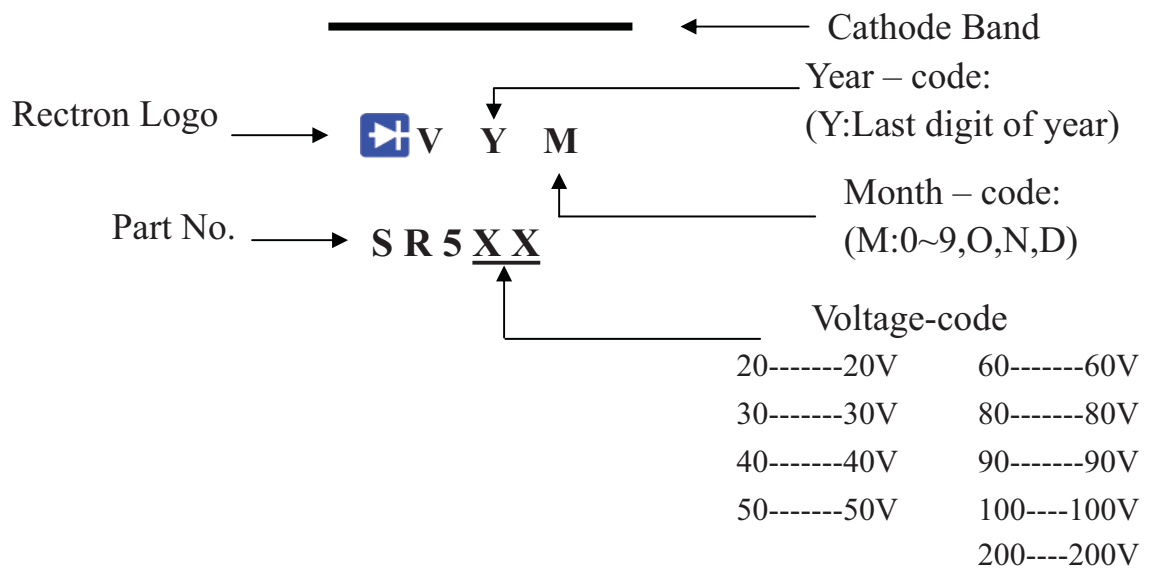 Cathode Band
Year – code:
(Y:Last digit of year)
Rectron Logo
V Y M
Month – code:
(M:0~9,O,N,D)
Part No.
S R 5 X X
Voltage-code
20-------20V 60-------60V
30-------30V 80-------80V
40-------40V 90-------90V
50-------50V 100----100V
200----200V